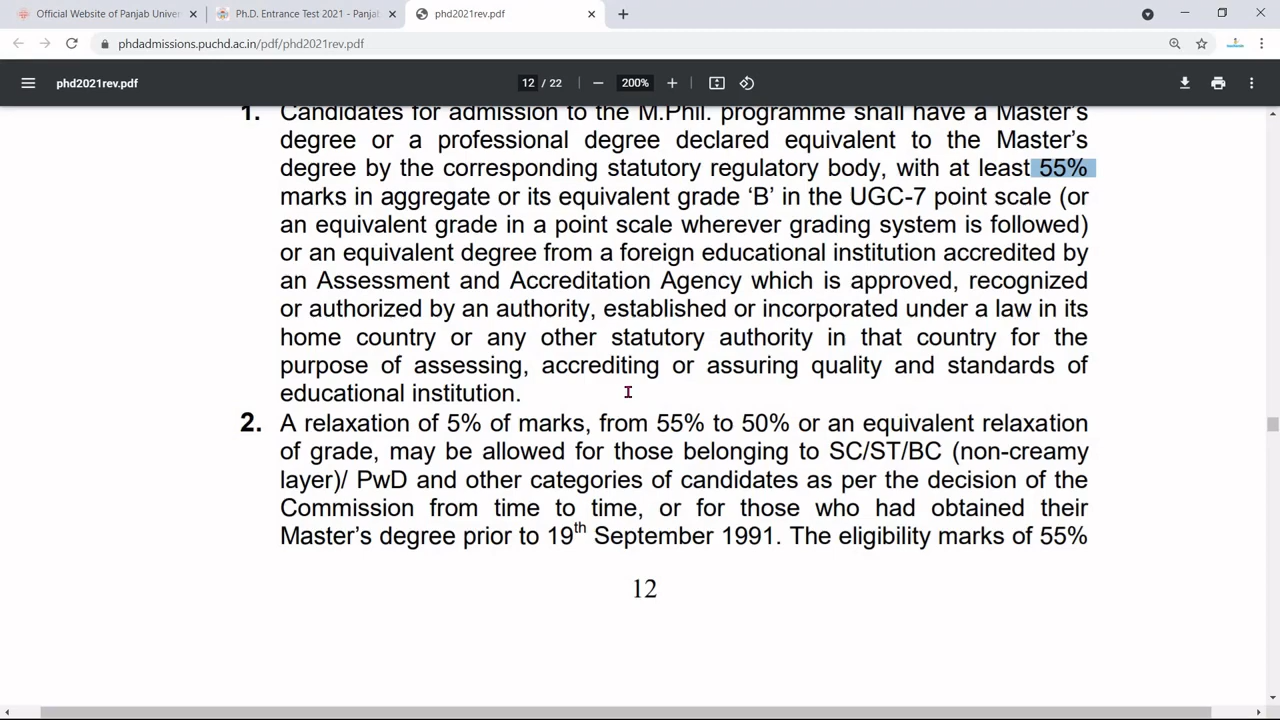 Official Website of Panjab Univer
Ph.D. Entrance Test 2021 - Panjal
phd2021rev.pdf
phdadmissions.puchd.ac.in/pdf/phd2021rev.pdf
phd2021rev.pdf
12 / 22
200%
1. Candidates for admission to the M.Phil. programme shall have a Master's
degree or a professional degree declared equivalent to the Master's
degree by the corresponding statutory regulatory body, with at least 55%
marks in aggregate or its equivalent grade 'B' in the UGC-7 point scale (or
an equivalent grade in a point scale wherever grading system is followed)
or an equivalent degree from a foreign educational institution accredited by
an Assessment and Accreditation Agency which is approved, recognized
or authorized by an authority, established or incorporated under a law in its
home country or any other statutory authority in that country for the
purpose of assessing, accrediting or assuring quality and standards of
educational institution.
2. A relaxation of 5% of marks, from 55% to 50% or an equivalent relaxation
of grade, may be allowed for those belonging to SC/ST/BC (non-creamy
layer)/ PwD and other categories of candidates as per the decision of the
Commission from time to time, or for those who had obtained their
Master's degree prior to 19th September 1991. The eligibility marks of 55%
12